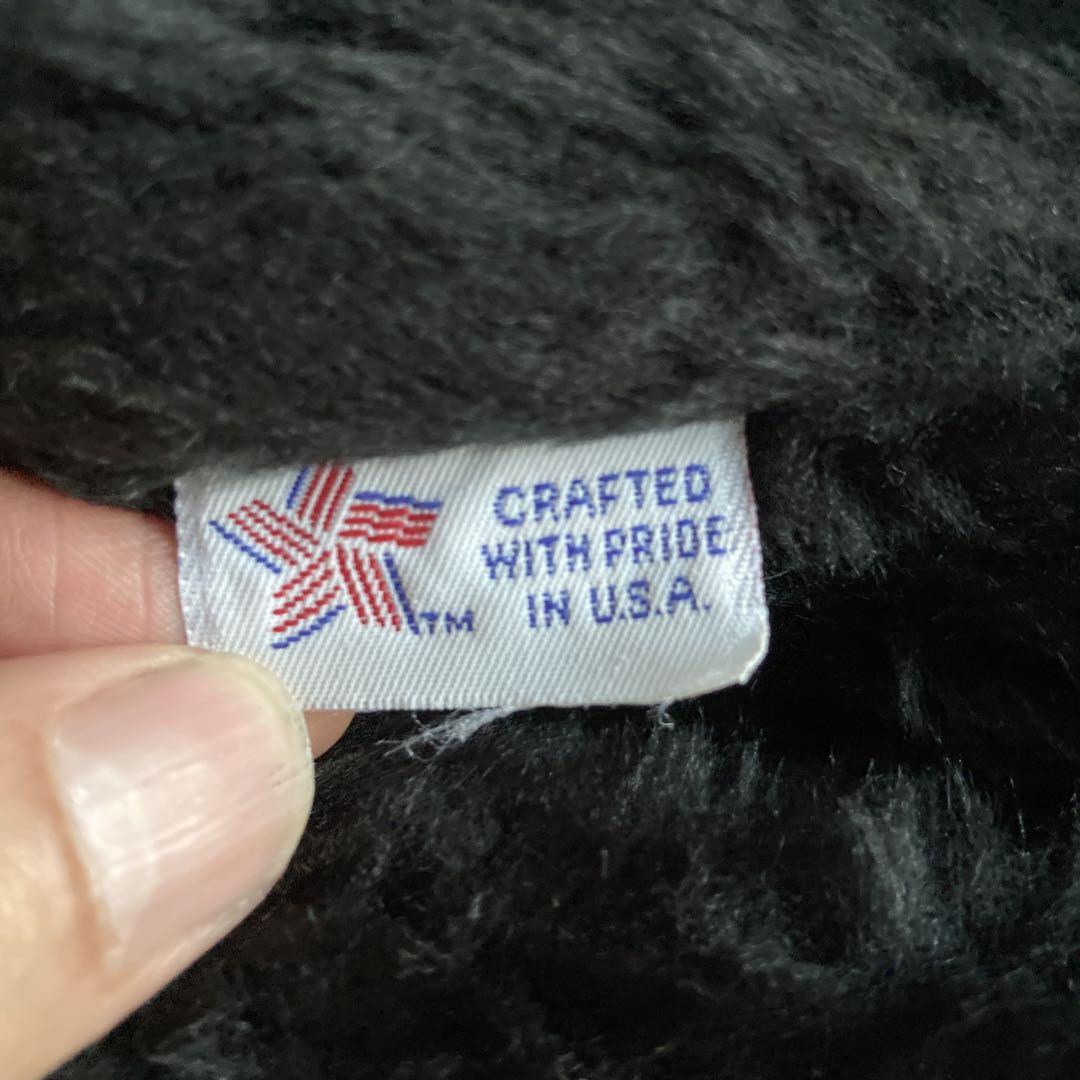 CRAFTED
WITH PRIDE
IN U.S.A.
TM